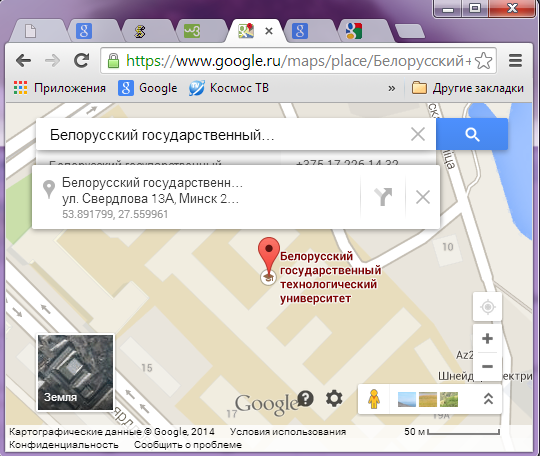 https://www.google.ru/maps/place/Белорусский+
Приложения Google Космос ТВ » Другие закладки
Белорусский государственный...
Белорусский государственный +375 17 226 14 32
Белорусский государственн...
ул. Свердлова 13А, Минск 2...
53.891799, 27.559961
10
Белорусский
государственный
технологический
университет
Az2
Шнейдер
15
Земля
17
Google
19А
Картографические данные © Google, 2014 Условия использования 50 м
Конфиденциальность Сообщить о проблеме